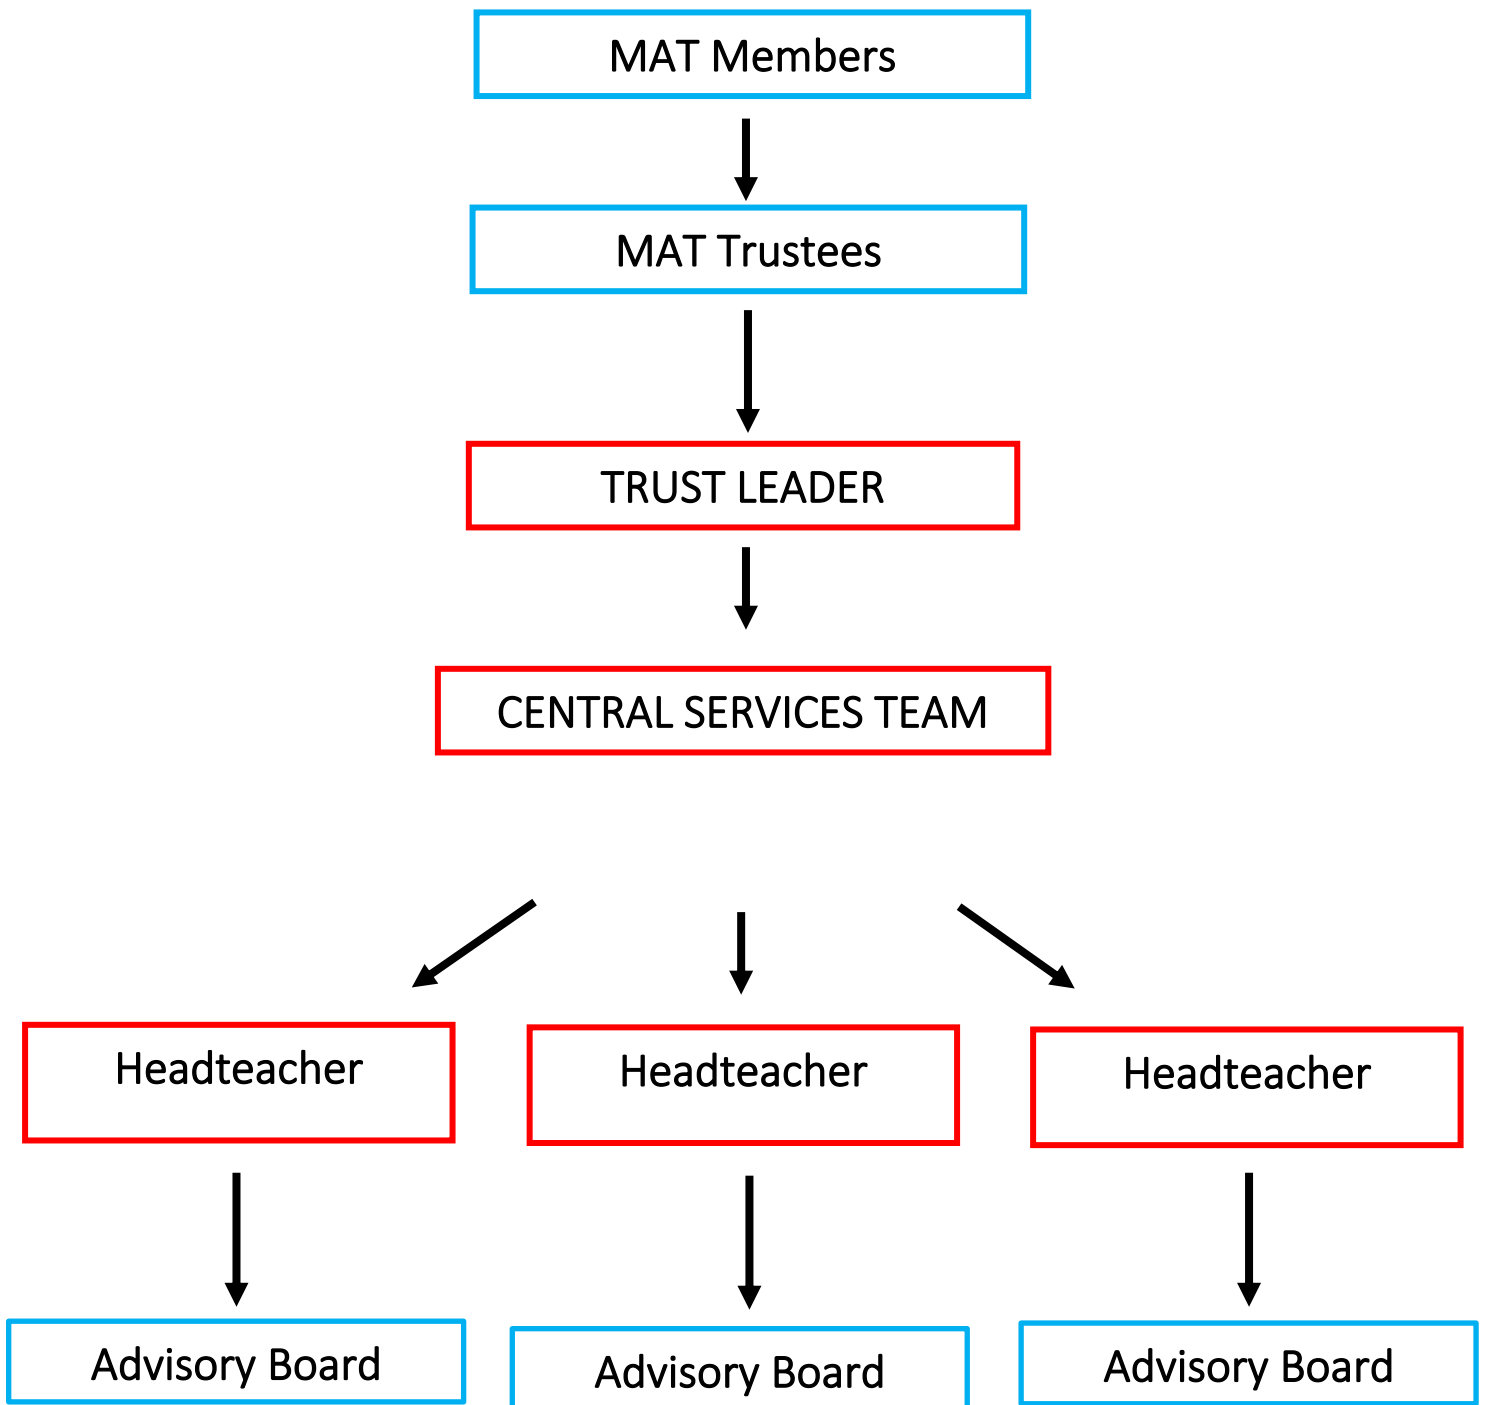 MAT Members
MAT Trustees
TRUST LEADER
CENTRAL SERVICES TEAM
Headteacher
Headteacher
Headteacher
Advisory Board
Advisory Board
Advisory Board